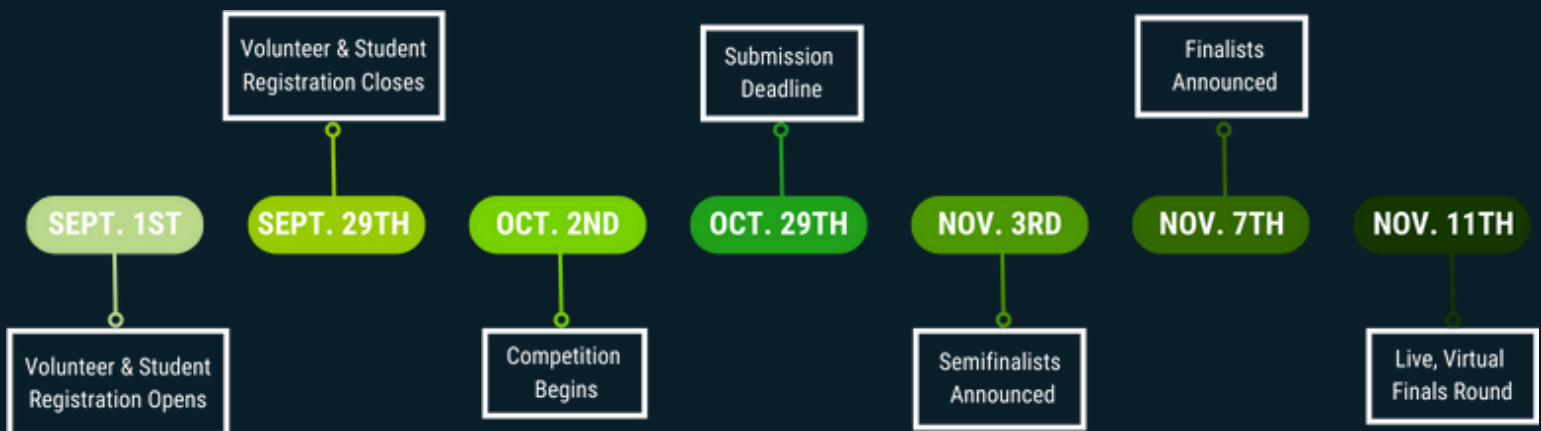 Volunteer & Student
Registration Closes
Submission
Deadline
Finalists
Announced
SEPT. 1ST
SEPT. 29TH
OCT. 2ND
OCT. 29TH
NOV. 3RD
NOV. 7TH
NOV. 11TH
Volunteer & Student
Registration Opens
Competition
Begins
Semifinalists
Announced
Live, Virtual
Finals Round